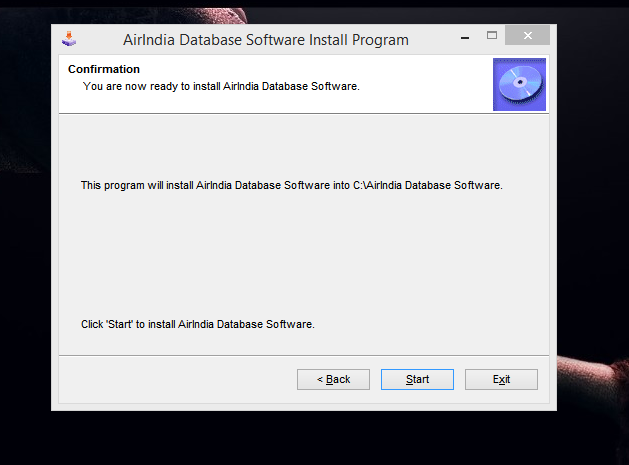 AirIndia Database Software Install Program
Confirmation
You are now ready to install AirIndia Database Software.
This program will install AirIndia Database Software into C:\AirIndia Database Software.
Click 'Start' to install AirIndia Database Software.
< Back
Start
Exit